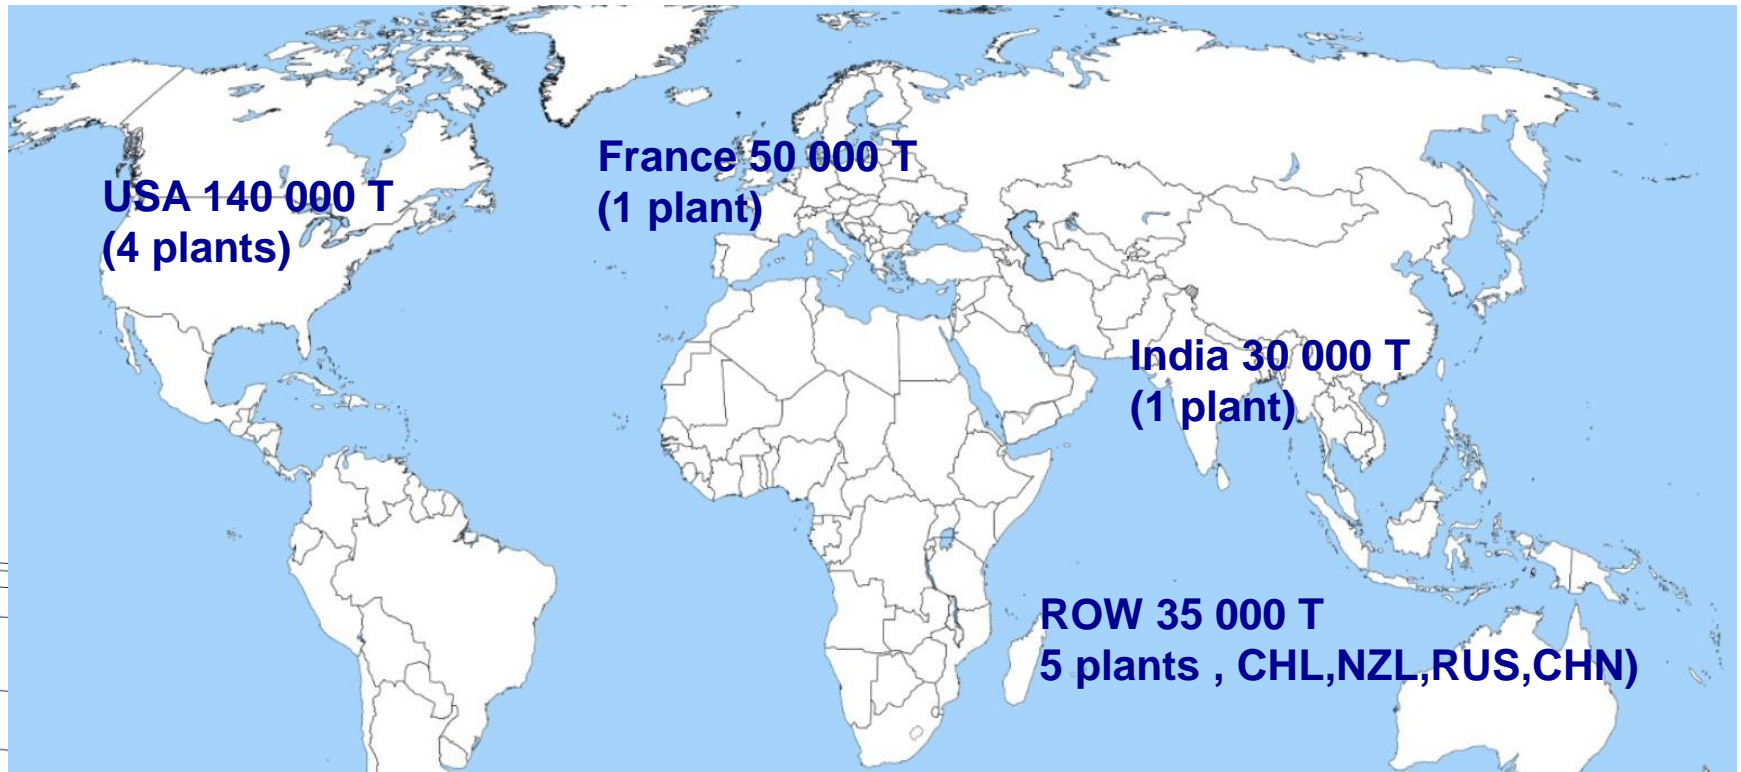 France 50 000 T
(1 plant)
USA 140 000 T
(4 plants)
India 30 000 T
(1 plant)
ROW 35 000 T
5 plants , CHL,NZL,RUS,CHN)